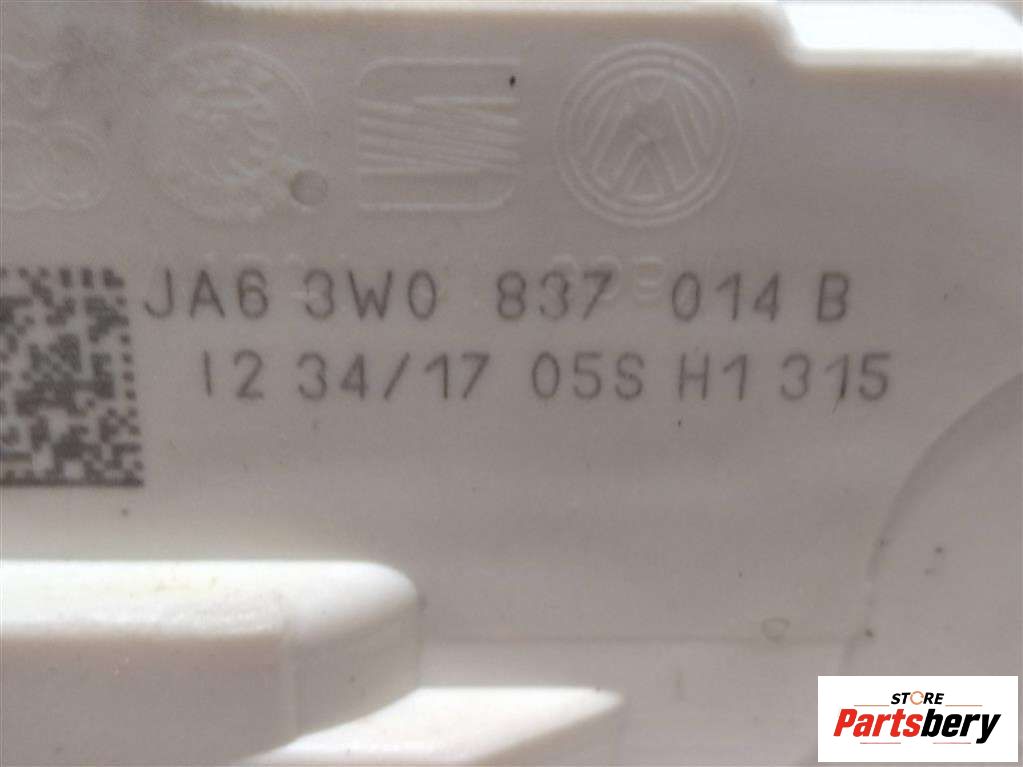 JA6 3W0 837 014 B
12 34/17 05S H1 315
STORE
Partsbery